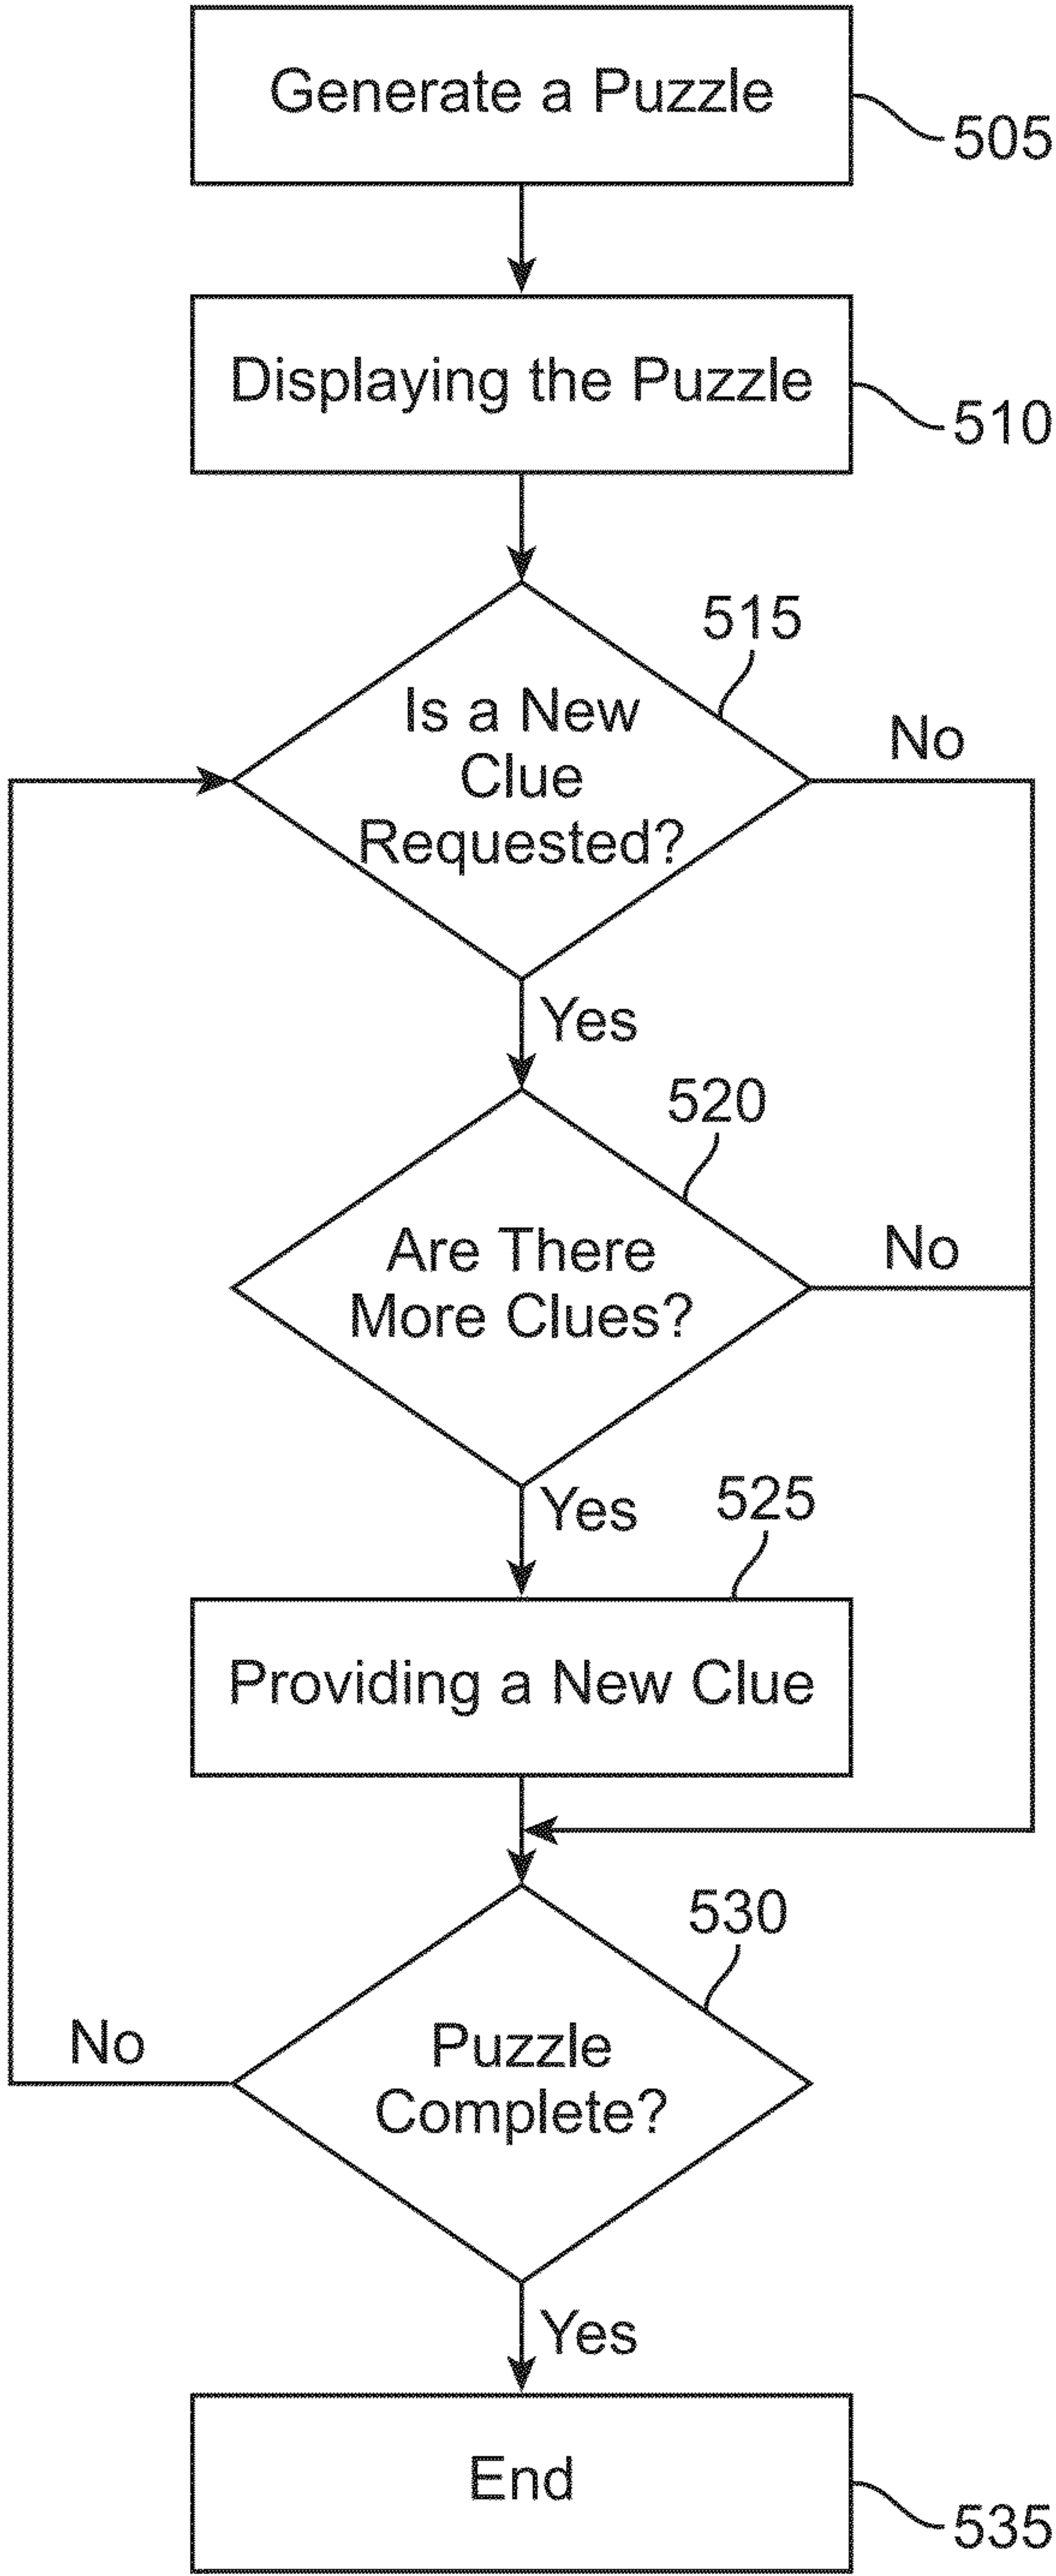 Generate a Puzzle
505
Displaying the Puzzle
510
515
Is a New
Clue
Requested?
No
Yes
520
Are There
More Clues?
No
Yes
525
Providing a New Clue
530
Puzzle
Complete?
No
Yes
End
535